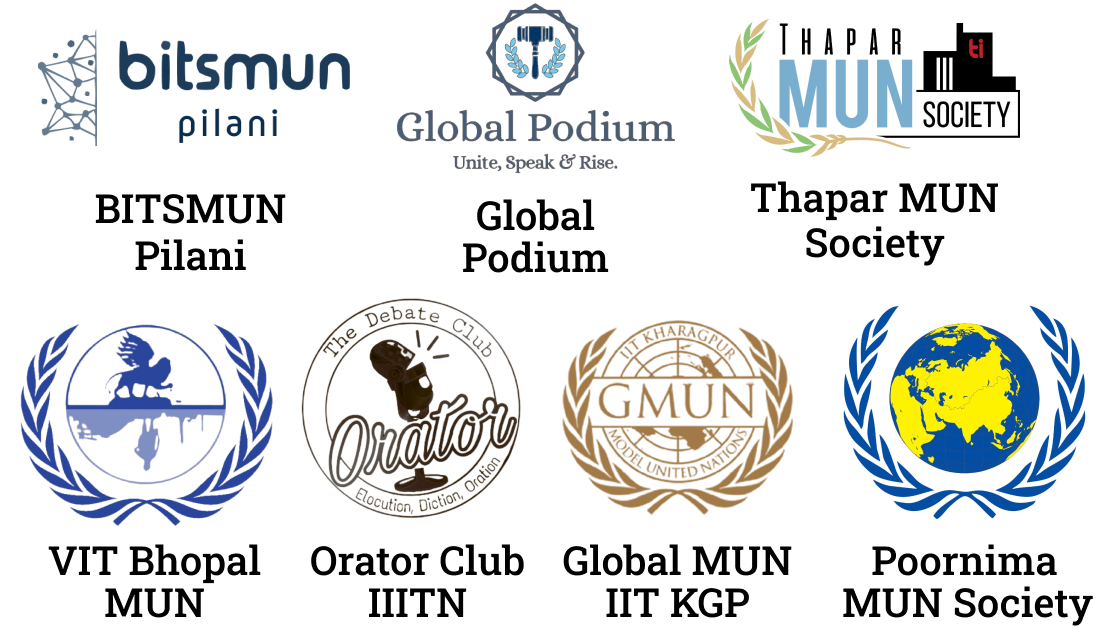 bitsmun
pilani
Global Podium
Unite, Speak & Rise.
THAPAR
MUN
SOCIETY
ti
BITSMUN
Pilani
Global
Podium
Thapar MUN
Society
The Debate Club
Orator
Elocution, Diction, Oration
IIT KHARAGPUR
GMUN
MODEL UNITED NATIONS
VIT Bhopal
MUN
Orator Club
IIITN
Global MUN
IIT KGP
Poornima
MUN Society